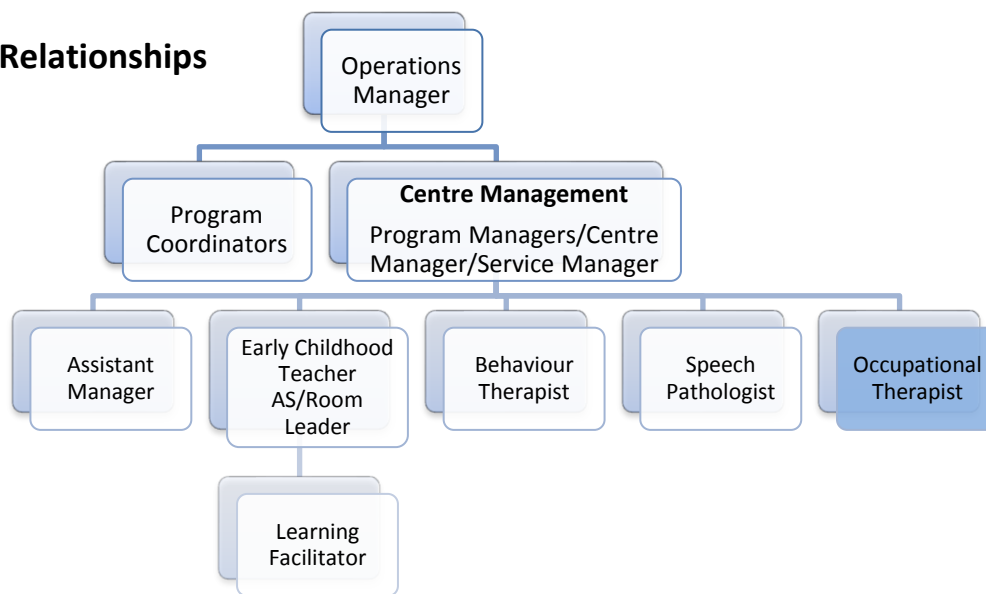 Relationships
Operations
Manager
Program
Coordinators
Centre Management
Program Managers/Centre
Manager/Service Manager
Assistant
Manager
Early Childhood
Teacher
AS/Room
Leader
Behaviour
Therapist
Speech
Pathologist
Occupational
Therapist
Learning
Facilitator